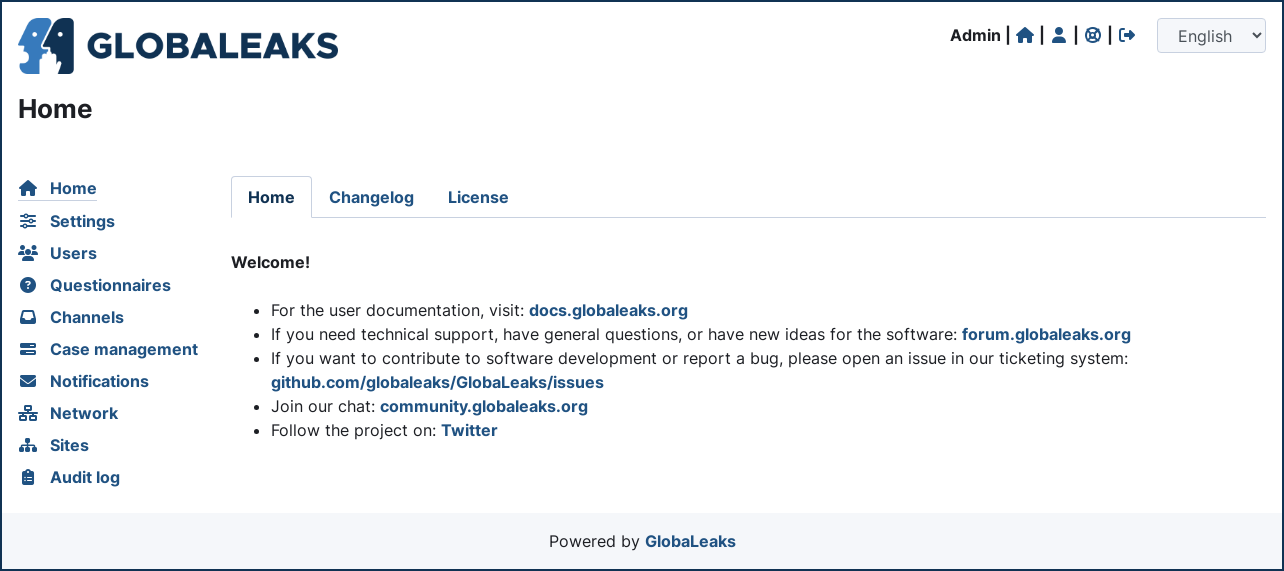 GLOBALEAKS
Admin | | | |
English
Home
Home
Settings
Users
Questionnaires
Channels
Case management
Notifications
Network
Sites
Audit log
Home Changelog License
Welcome!
• For the user documentation, visit: docs.globaleaks.org
• If you need technical support, have general questions, or have new ideas for the software: forum.globaleaks.org
• If you want to contribute to software development or report a bug, please open an issue in our ticketing system:
github.com/globaleaks/GlobaLeaks/issues
• Join our chat: community.globaleaks.org
• Follow the project on: Twitter
Powered by GlobaLeaks